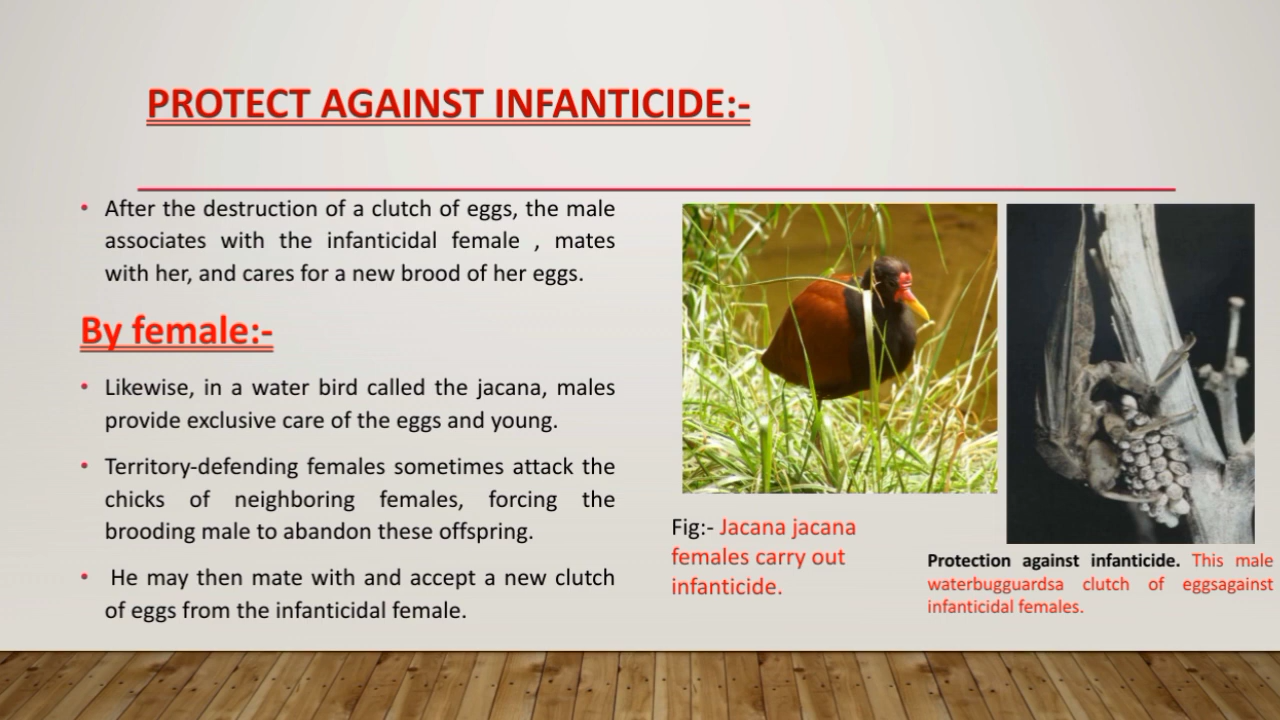 PROTECT AGAINST INFANTICIDE:-
• After the destruction of a clutch of eggs, the male
associates with the infanticidal female , mates
with her, and cares for a new brood of her eggs.
By female:-
• Likewise, in a water bird called the jacana, males
provide exclusive care of the eggs and young.
• Territory-defending females sometimes attack the
chicks of neighboring females, forcing the
brooding male to abandon these offspring.
• He may then mate with and accept a new clutch
of eggs from the infanticidal female.
Fig:- Jacana jacana
females carry out
infanticide.
Protection against infanticide. This male
waterbugguardsa clutch of eggsagainst
infanticidal females.